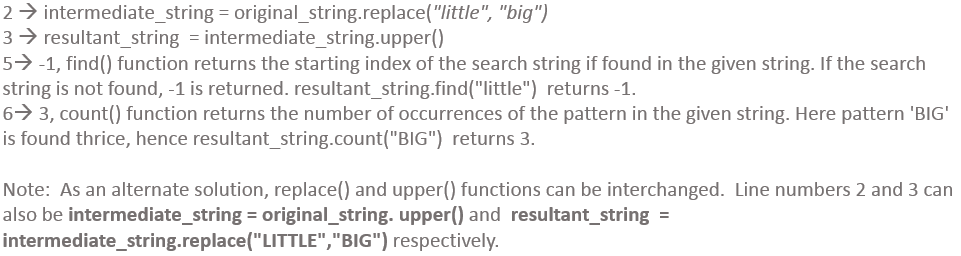 2 → intermediate_string = original_string.replace("little", "big")
3 → resultant_string  = intermediate_string.upper()
5→ -1, find() function returns the starting index of the search string if found in the given string. If the search
string is not found, -1 is returned. resultant_string.find("little")  returns -1.
6→ 3, count() function returns the number of occurrences of the pattern in the given string. Here pattern 'BIG'
is found thrice, hence resultant_string.count("BIG")  returns 3.
Note:  As an alternate solution, replace() and upper() functions can be interchanged.  Line numbers 2 and 3 can
also be intermediate_string = original_string. upper() and  resultant_string  =
intermediate_string.replace("LITTLE","BIG") respectively.